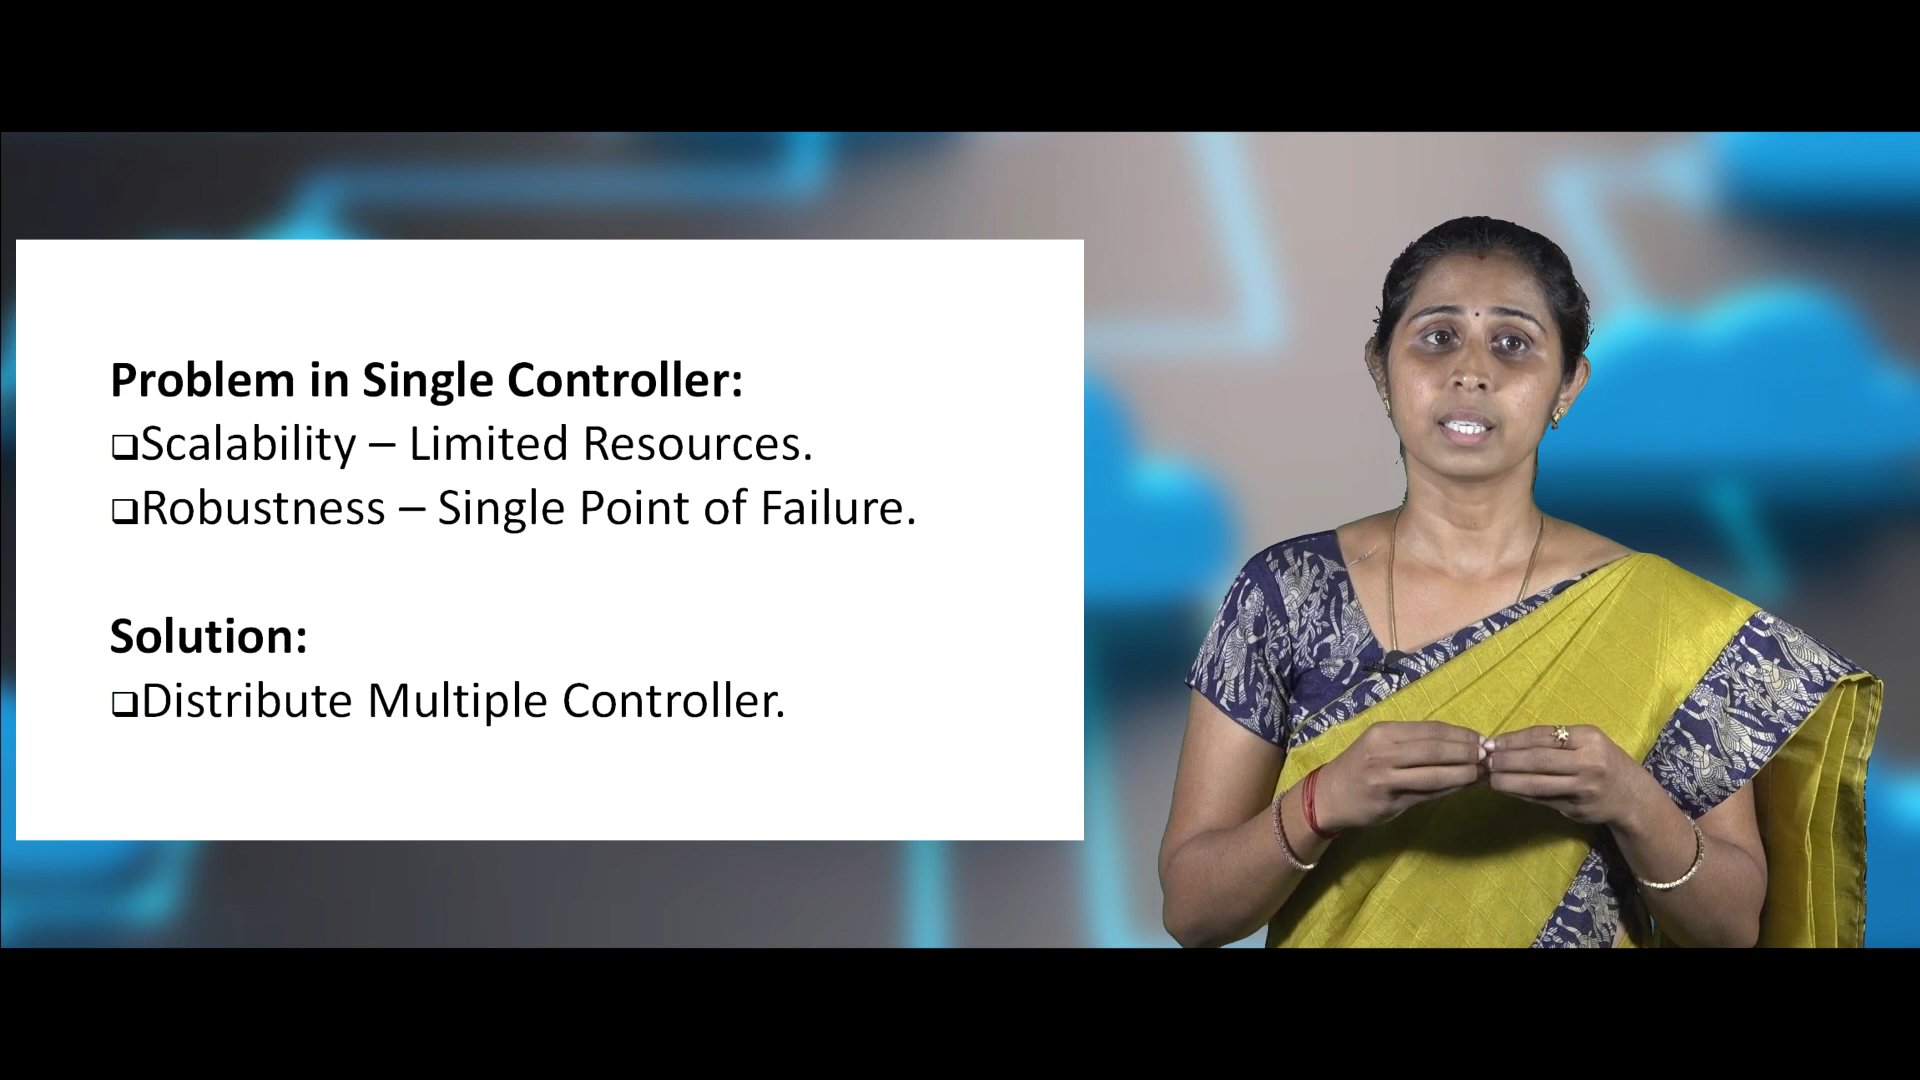 Problem in Single Controller:
❑Scalability – Limited Resources.
❑Robustness – Single Point of Failure.
Solution:
❑Distribute Multiple Controller.